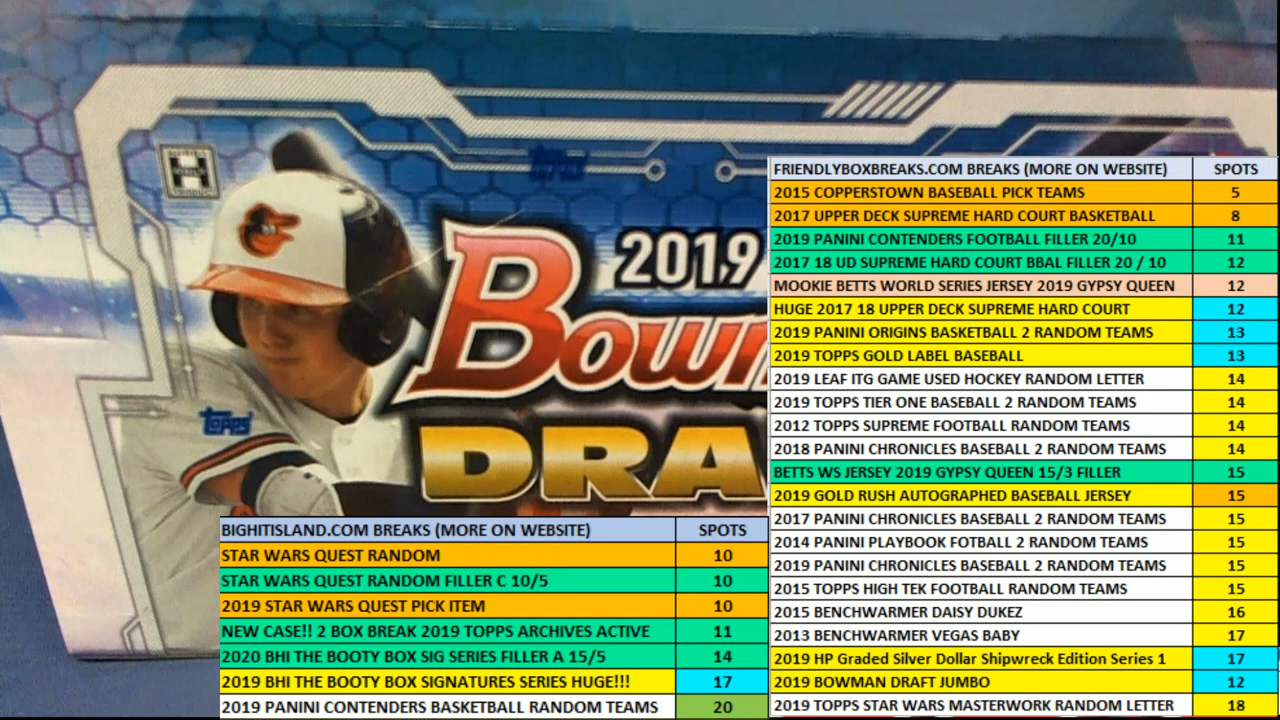 Topps
2019
Bowm
DRA
Topps
FRIENDLYBOXBREAKS.COM BREAKS (MORE ON WEBSITE) SPOTS
2015 COPPERSTOWN BASEBALL PICK TEAMS 5
2017 UPPER DECK SUPREME HARD COURT BASKETBALL 8
2019 PANINI CONTENDERS FOOTBALL FILLER 20/10 11
2017 18 UD SUPREME HARD COURT BBAL FILLER 20 / 10 12
MOOKIE BETTS WORLD SERIES JERSEY 2019 GYPSY QUEEN 12
HUGE 2017 18 UPPER DECK SUPREME HARD COURT 12
2019 PANINI ORIGINS BASKETBALL 2 RANDOM TEAMS 13
2019 TOPPS GOLD LABEL BASEBALL 13
2019 LEAF ITG GAME USED HOCKEY RANDOM LETTER 14
2019 TOPPS TIER ONE BASEBALL 2 RANDOM TEAMS 14
2012 TOPPS SUPREME FOOTBALL RANDOM TEAMS 14
2018 PANINI CHRONICLES BASEBALL 2 RANDOM TEAMS 14
BETTS WS JERSEY 2019 GYPSY QUEEN 15/3 FILLER 15
2019 GOLD RUSH AUTOGRAPHED BASEBALL JERSEY 15
2017 PANINI CHRONICLES BASEBALL 2 RANDOM TEAMS 15
2014 PANINI PLAYBOOK FOTBALL 2 RANDOM TEAMS 15
2019 PANINI CHRONICLES BASEBALL 2 RANDOM TEAMS 15
2015 TOPPS HIGH TEK FOOTBALL RANDOM TEAMS 15
2015 BENCHWARMER DAISY DUKEZ 16
2013 BENCHWARMER VEGAS BABY 17
2019 HP Graded Silver Dollar Shipwreck Edition Series 1 17
2019 BOWMAN DRAFT JUMBO 12
2019 TOPPS STAR WARS MASTERWORK RANDOM LETTER 18
BIGHITISLAND.COM BREAKS (MORE ON WEBSITE) SPOTS
STAR WARS QUEST RANDOM 10
STAR WARS QUEST RANDOM FILLER C 10/5 10
2019 STAR WARS QUEST PICK ITEM 10
NEW CASE!! 2 BOX BREAK 2019 TOPPS ARCHIVES ACTIVE 11
2020 BHI THE BOOTY BOX SIG SERIES FILLER A 15/5 14
2019 BHI THE BOOTY BOX SIGNATURES SERIES HUGE!!! 17
2019 PANINI CONTENDERS BASKETBALL RANDOM TEAMS 20